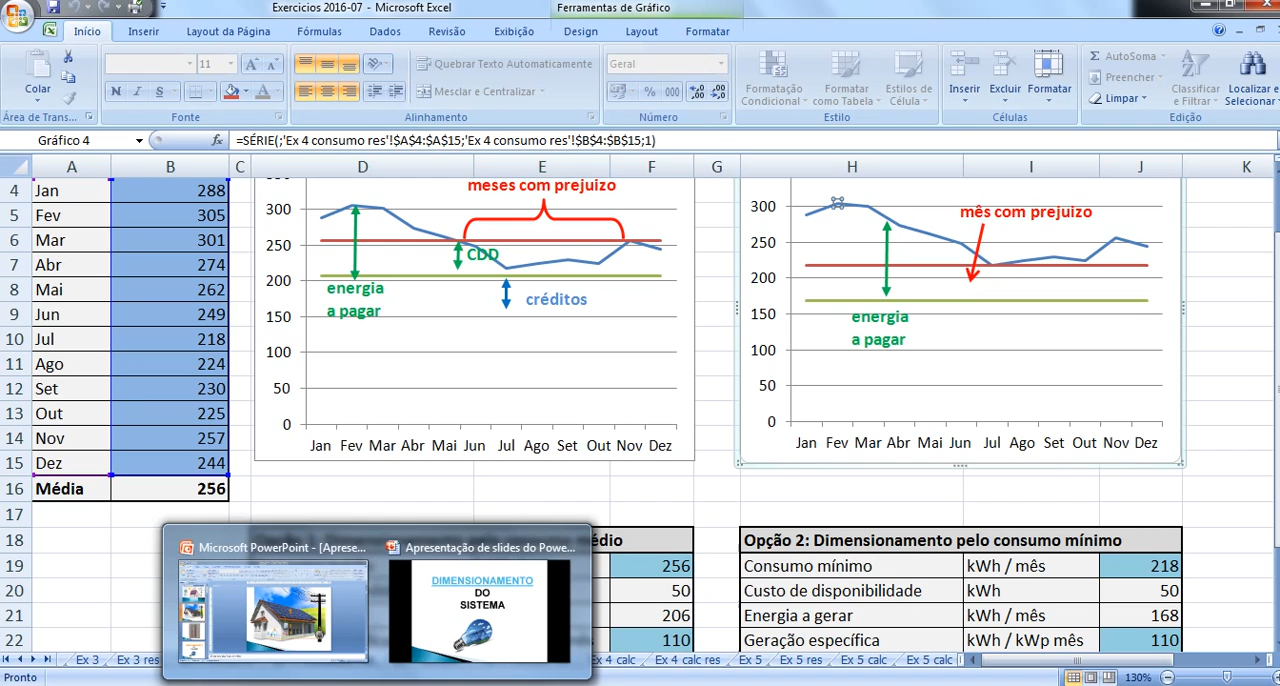 Exercicios 2016-07 - Microsoft Excel
Ferramentas de Gráfico
Início Inserir Layout da Página Fórmulas Dados Revisão Exibição Design Layout Formatar
Colar
11
N I S
Quebrar Texto Automaticamente
Mesclar e Centralizar
Geral
% 000
Formatação Condicional
Formatar como Tabela
Estilos de Célula
Inserir Excluir Formatar
AutoSoma
Preencher
Limpar
Classificar e Filtrar
Localizar e Selecionar
Área de Trans... Fonte Alinhamento Número Estilo Células Edição
Gráfico 4 fx =SÉRIE(;'Ex 4 consumo res'!$A$4:$A$15;'Ex 4 consumo res'!$B$4:$B$15;1)
A B C D E F G H I J K
4 Jan 288
5 Fev 305
6 Mar 301
7 Abr 274
8 Mai 262
9 Jun 249
10 Jul 218
11 Ago 224
12 Set 230
13 Out 225
14 Nov 257
15 Dez 244
16 Média 256
17
18
19
20
21
22
meses com prejuizo
300
250
CDD
200
energia
a pagar
créditos
150
100
50
0
Jan Fev Mar Abr Mai Jun Jul Ago Set Out Nov Dez
300
mês com prejuizo
250
200
150
energia
a pagar
100
50
0
Jan Fev Mar Abr Mai Jun Jul Ago Set Out Nov Dez
médio
256
50
206
110
Opção 2: Dimensionamento pelo consumo mínimo
Consumo mínimo kWh / mês 218
Custo de disponibilidade kWh 50
Energia a gerar kWh / mês 168
Geração específica kWh / kWp mês 110
Microsoft PowerPoint - [Aprese...
Apresentação de slides do Powe...
DIMENSIONAMENTO
DO
SISTEMA
Ex 3 Ex 3 res Ex 4 calc Ex 4 calc res Ex 5 Ex 5 res Ex 5 calc Ex 5 calc
Pronto 130%